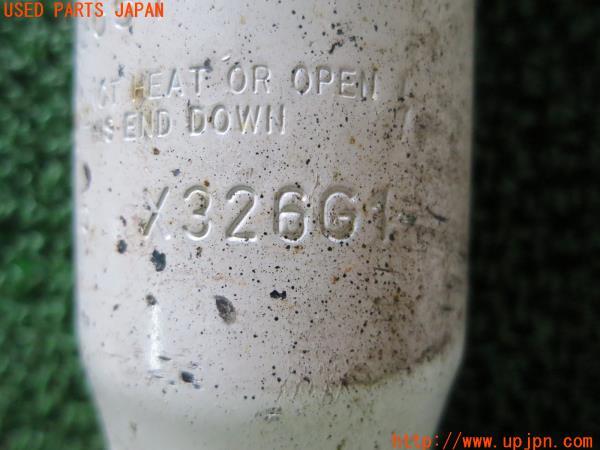 USED PARTS JAPAN
HEAT OR OPEN
END DOWN
X326G1
http://www.upjpn.com/